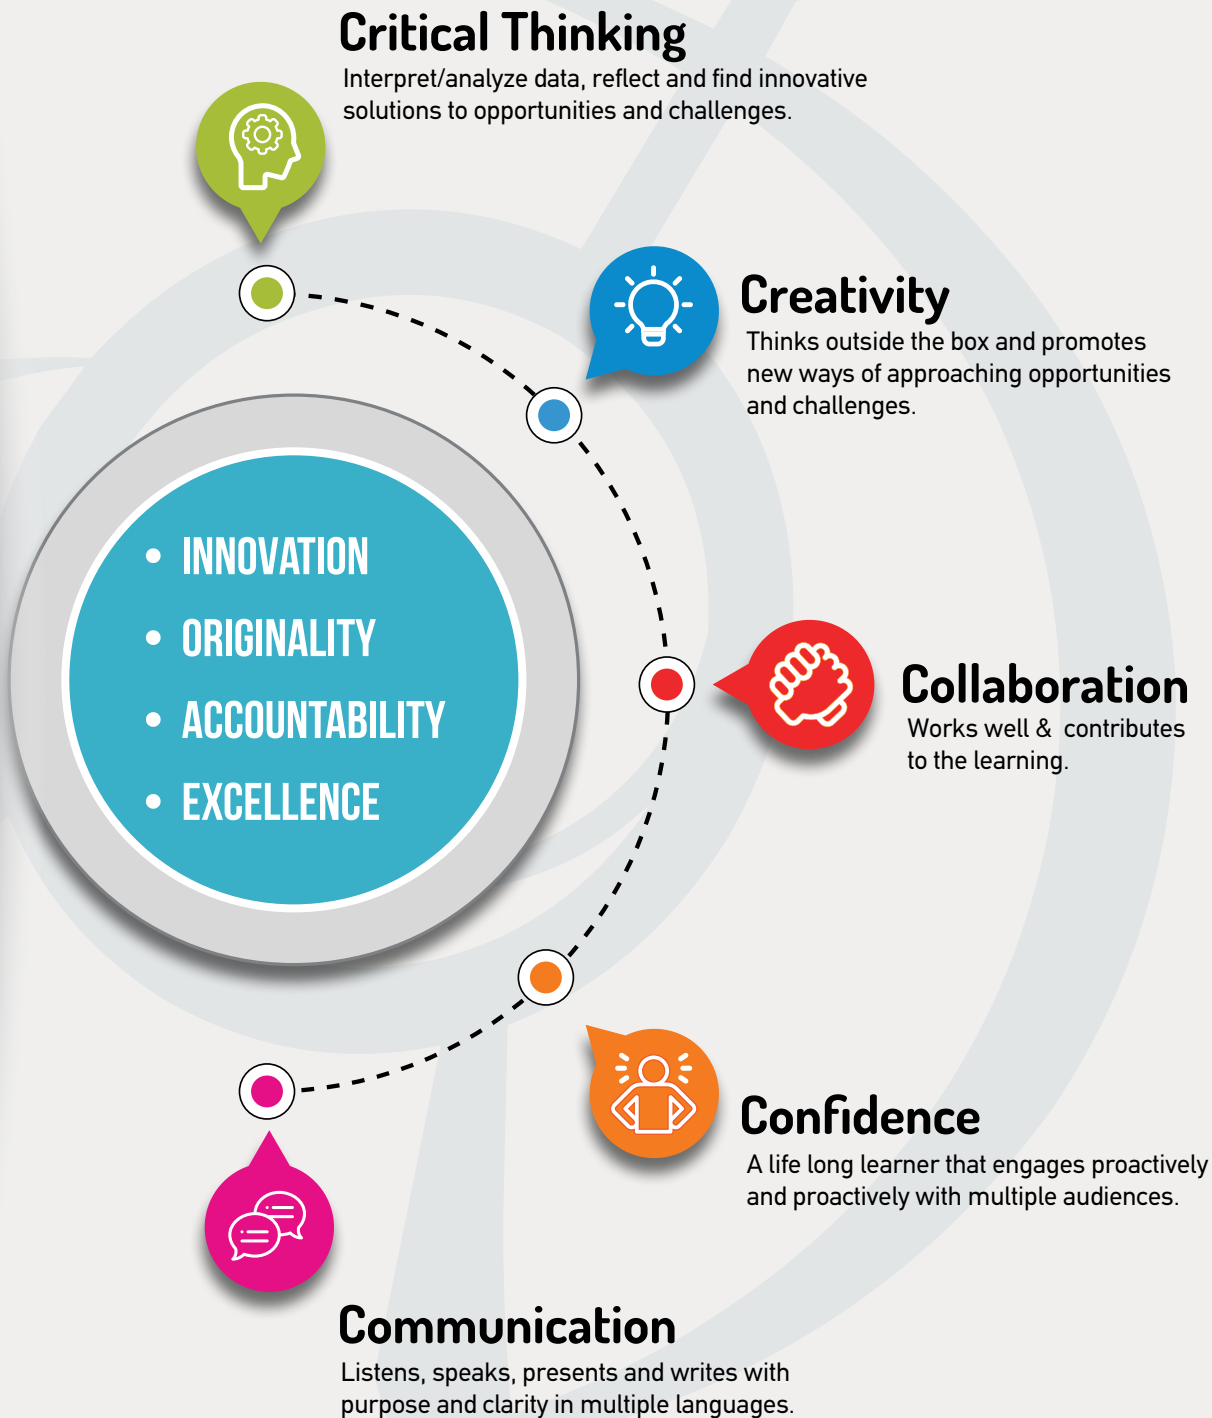 Critical Thinking
Interpret/analyze data, reflect and find innovative
solutions to opportunities and challenges.
Creativity
Thinks outside the box and promotes
new ways of approaching opportunities
and challenges.
• INNOVATION
• ORIGINALITY
• ACCOUNTABILITY
• EXCELLENCE
Collaboration
Works well & contributes
to the learning.
Confidence
A life long learner that engages proactively
and proactively with multiple audiences.
Communication
Listens, speaks, presents and writes with
purpose and clarity in multiple languages.